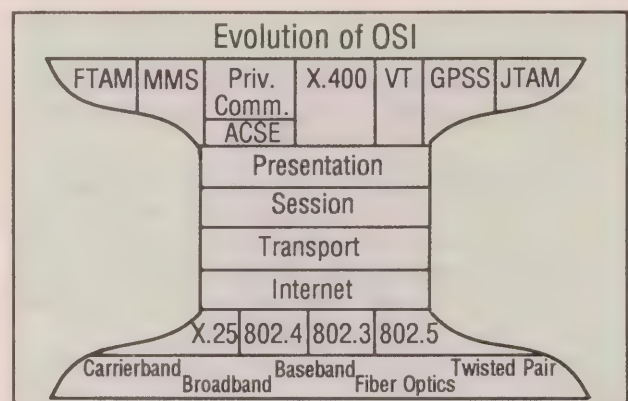 Evolution of OSI
FTAM MMS Priv. Comm. X.400 VT GPSS JTAM
ACSE
Presentation
Session
Transport
Internet
X.25 802.4 802.3 802.5
Carrierband Broadband Baseband Fiber Optics Twisted Pair